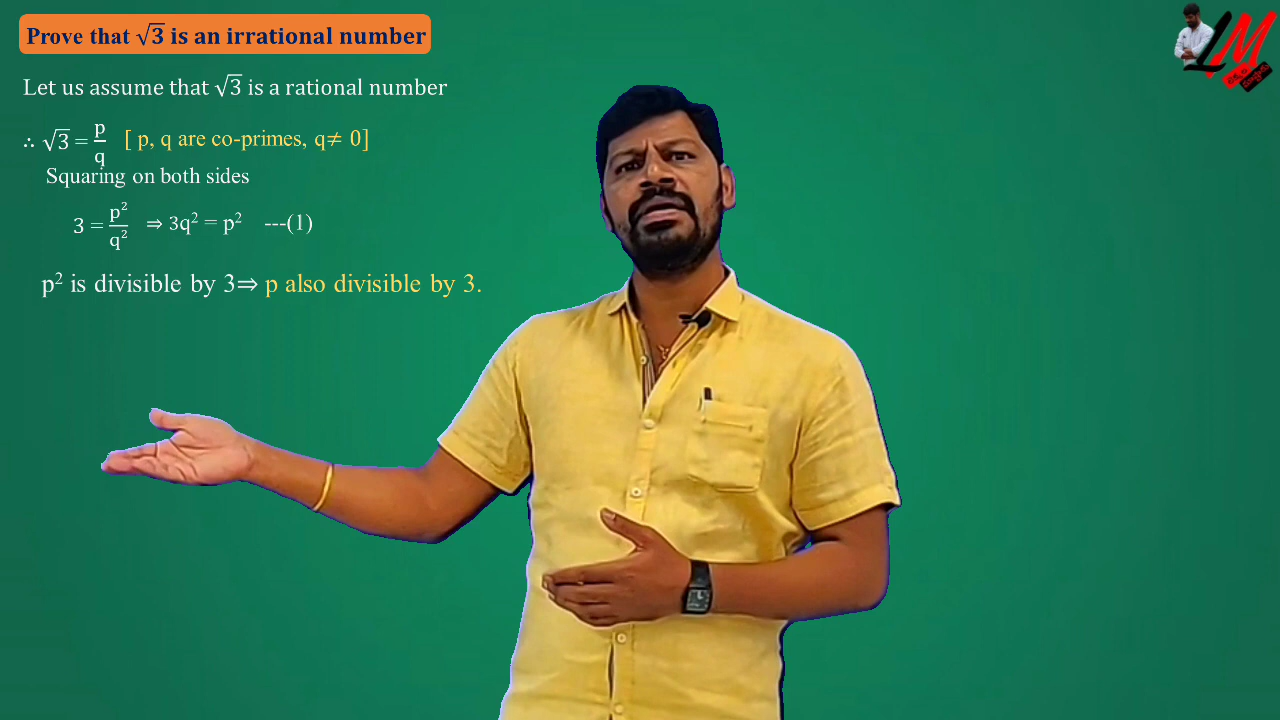 Prove that √3 is an irrational number
Let us assume that √3 is a rational number
∴ √3 = p/q [ p, q are co-primes, q≠ 0]
Squaring on both sides
3 = p²/q² ⇒ 3q² = p² ---(1)
p² is divisible by 3⇒ p also divisible by 3.
LM